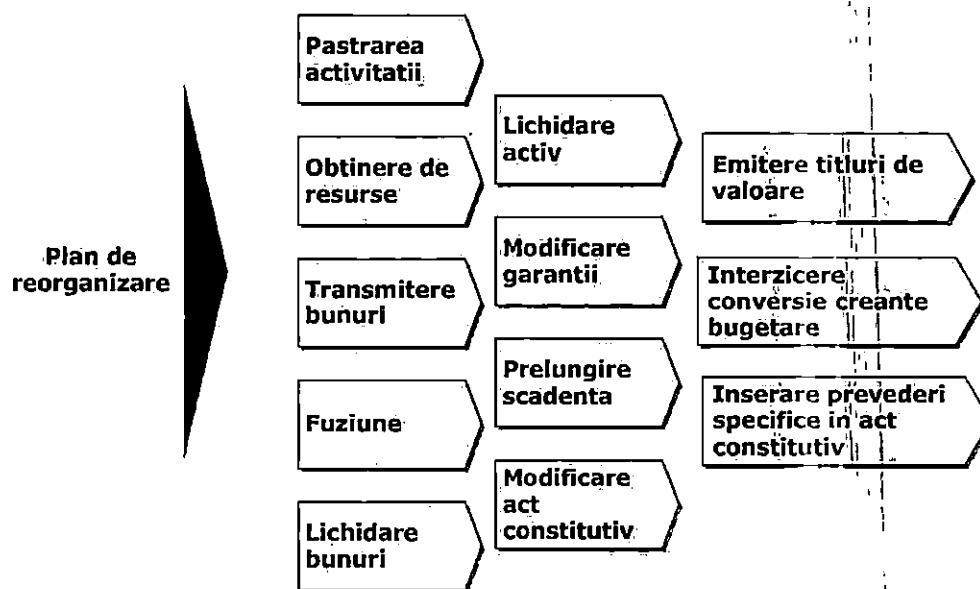 Plan de
reorganizare
Pastrarea
activitatii
Obtinere de
resurse
Transmitere
bunuri
Fuziune
Lichidare
bunuri
Lichidare
activ
Modificare
garantii
Prelungire
scadenta
Modificare
act
constitutiv
Emitere titluri de
valoare
Interzicere
conversie creante
bugetare
Inserare prevederi
specifice in act
constitutiv